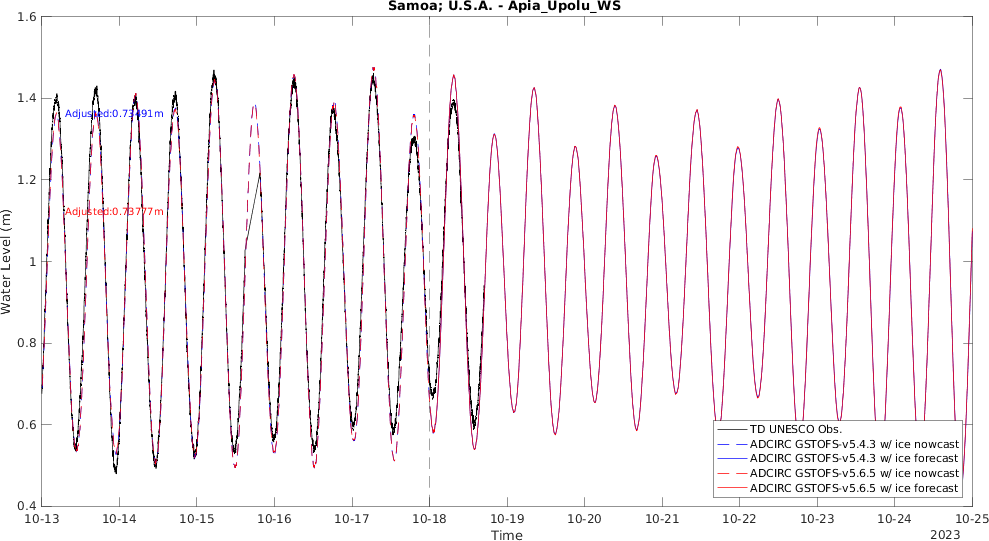 Samoa; U.S.A. - Apia_Upolu_WS
1.6
1.4
1.2
1
0.8
0.6
0.4
Water Level (m)
Adjusted:0.73491m
Adjusted:0.73777m
TD UNESCO Obs.
ADCIRC GSTOFS-v5.4.3 w/ ice nowcast
ADCIRC GSTOFS-v5.4.3 w/ ice forecast
ADCIRC GSTOFS-v5.6.5 w/ ice nowcast
ADCIRC GSTOFS-v5.6.5 w/ ice forecast
10-13 10-14 10-15 10-16 10-17 10-18 10-19 10-20 10-21 10-22 10-23 10-24 10-25
Time
2023